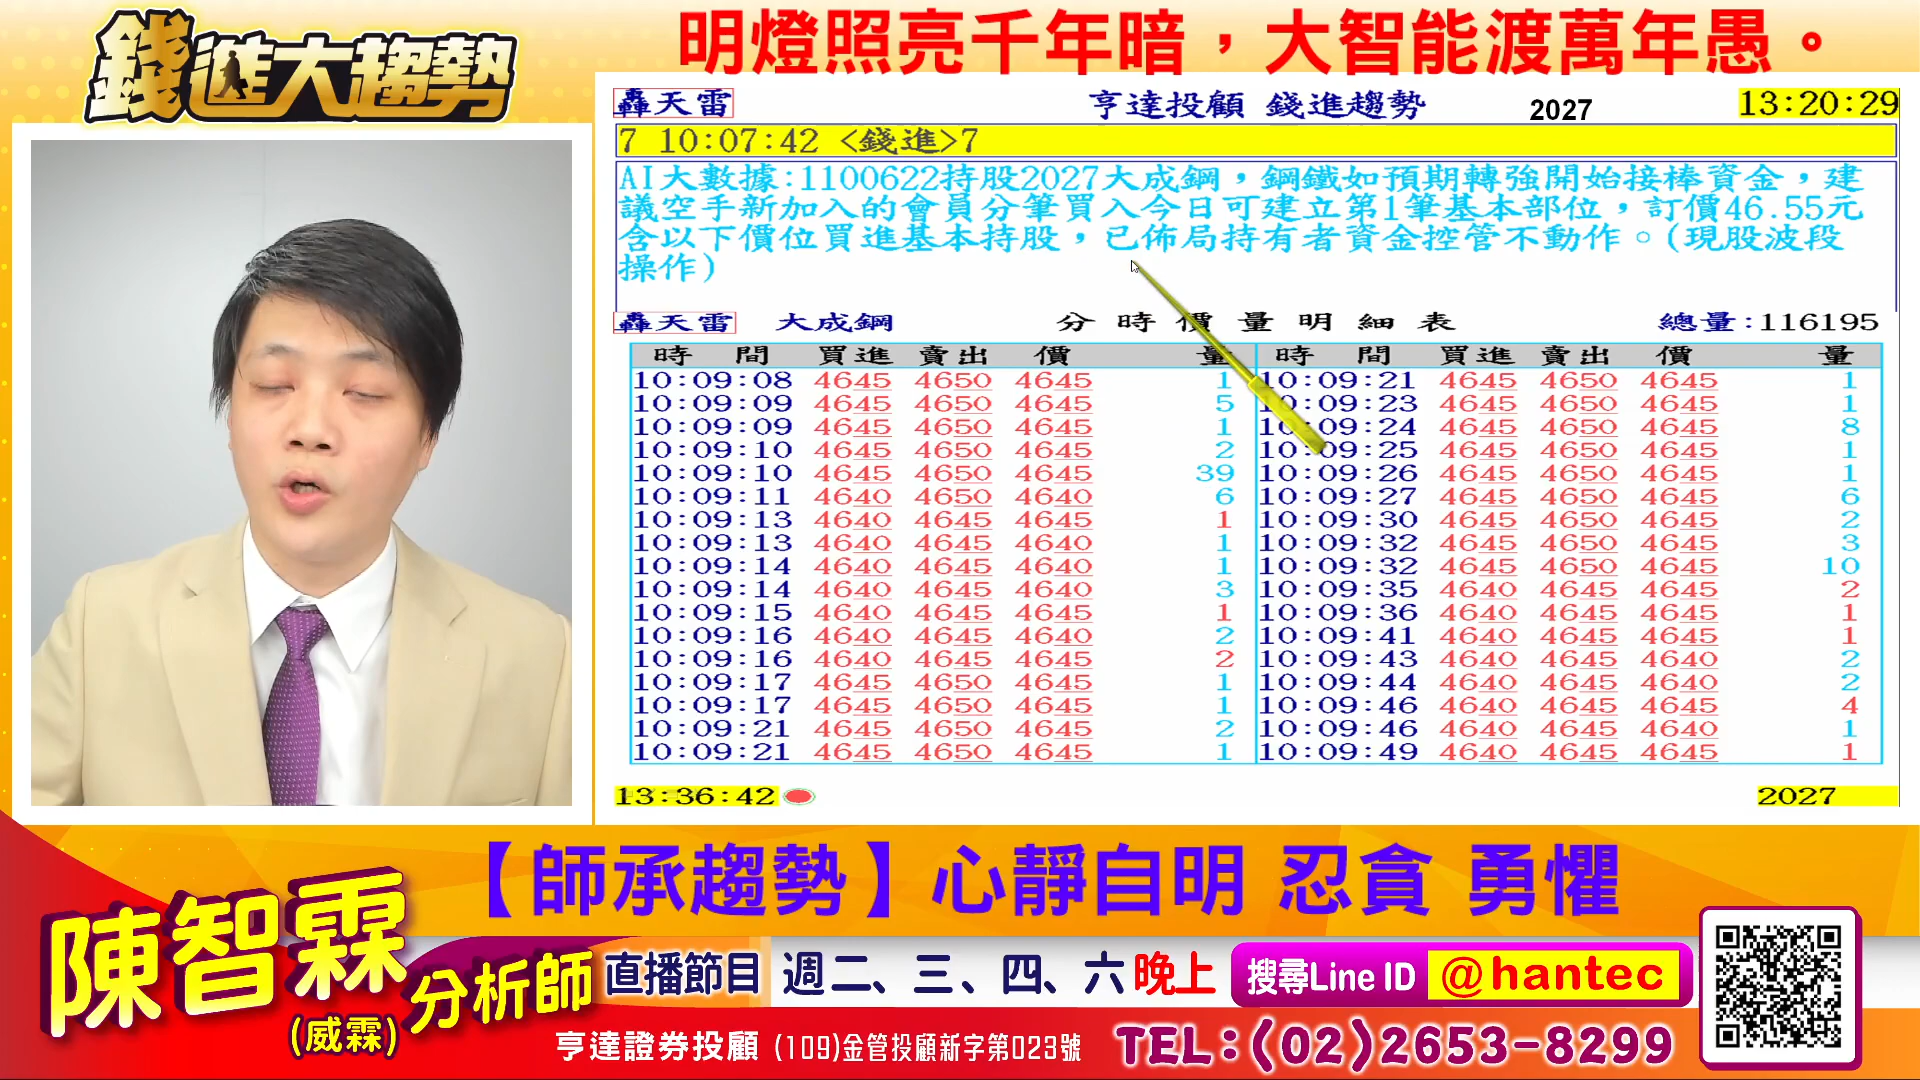 錢進大趨勢
明燈照亮千年暗，大智能渡萬年愚。
轟天雷 亨達投顧 錢進趨勢 2027 13:20:29
7 10:07:42 <錢進>7
AI大數據:1100622持股2027大成鋼，鋼鐵如預期轉強開始接棒資金，建
議空手新加入的會員分筆買入今日可建立第1筆基本部位，訂價46.55元
含以下價位買進基本持股，已佈局持有者資金控管不動作。(現股波段
操作)
轟天雷 大成鋼 分時價量明細表 總量:116195
時間 買進 賣出 價 量 時間 買進 賣出 價 量
10:09:08 4645 4650 4645 1 10:09:21 4645 4650 4645 1
10:09:09 4645 4650 4645 5 10:09:23 4645 4650 4645 1
10:09:09 4645 4650 4645 1 10:09:24 4645 4650 4645 8
10:09:10 4645 4650 4645 2 10:09:25 4645 4650 4645 1
10:09:10 4645 4650 4645 39 10:09:26 4645 4650 4645 1
10:09:11 4640 4645 4640 6 10:09:27 4645 4650 4645 6
10:09:13 4640 4645 4645 1 10:09:30 4645 4650 4645 2
10:09:13 4640 4645 4640 1 10:09:32 4645 4650 4645 3
10:09:14 4640 4645 4640 1 10:09:32 4645 4650 4645 10
10:09:14 4640 4645 4640 3 10:09:35 4640 4645 4645 2
10:09:15 4640 4645 4645 1 10:09:36 4640 4645 4645 1
10:09:16 4640 4645 4640 2 10:09:41 4640 4645 4645 1
10:09:16 4640 4645 4645 2 10:09:43 4640 4645 4640 2
10:09:17 4645 4650 4645 1 10:09:44 4640 4645 4640 2
10:09:17 4645 4650 4645 1 10:09:46 4640 4645 4645 4
10:09:21 4645 4650 4645 2 10:09:46 4640 4645 4640 1
10:09:21 4645 4650 4645 1 10:09:49 4640 4645 4645 1
13:36:42 2027
【師承趨勢】心靜自明 忍貪 勇懼
陳智霖 分析師
(威霖)
直播節目 週二、三、四、六晚上 搜尋Line ID @hantec
亨達證券投顧 (109)金管投顧新字第023號 TEL:(02)2653-8299